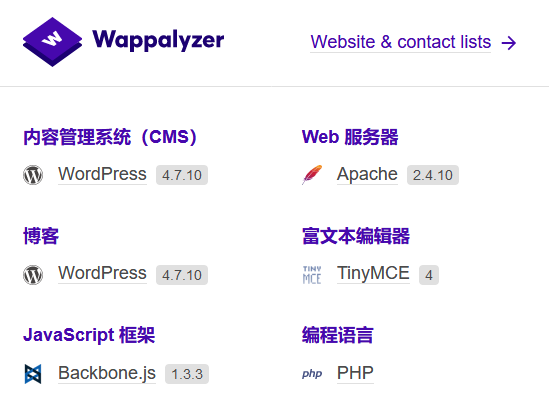 Wappalyzer
Website & contact lists →
内容管理系统（CMS）
WordPress 4.7.10
Web 服务器
Apache 2.4.10
博客
WordPress 4.7.10
富文本编辑器
TINY MCE TinyMCE 4
JavaScript 框架
Backbone.js 1.3.3
编程语言
php PHP